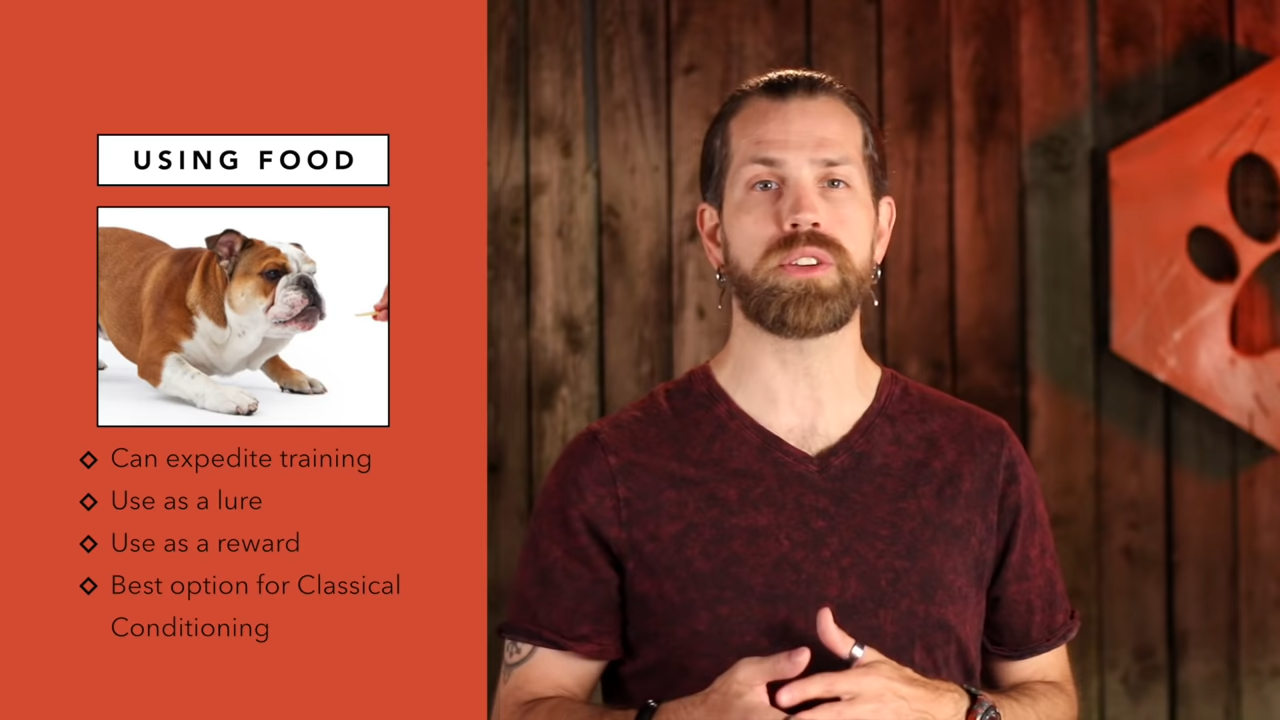 USING FOOD
Can expedite training
Use as a lure
Use as a reward
Best option for Classical
Conditioning